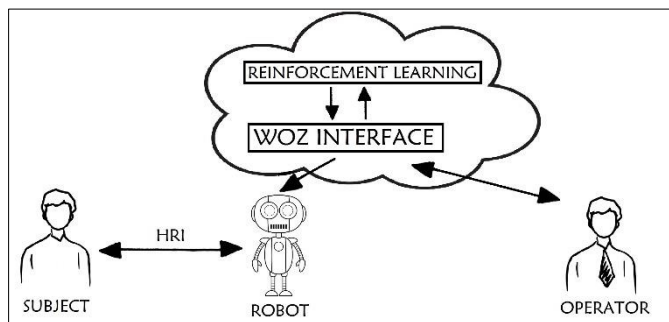 REINFORCEMENT LEARNING
WOZ INTERFACE
HRI
SUBJECT
ROBOT
OPERATOR